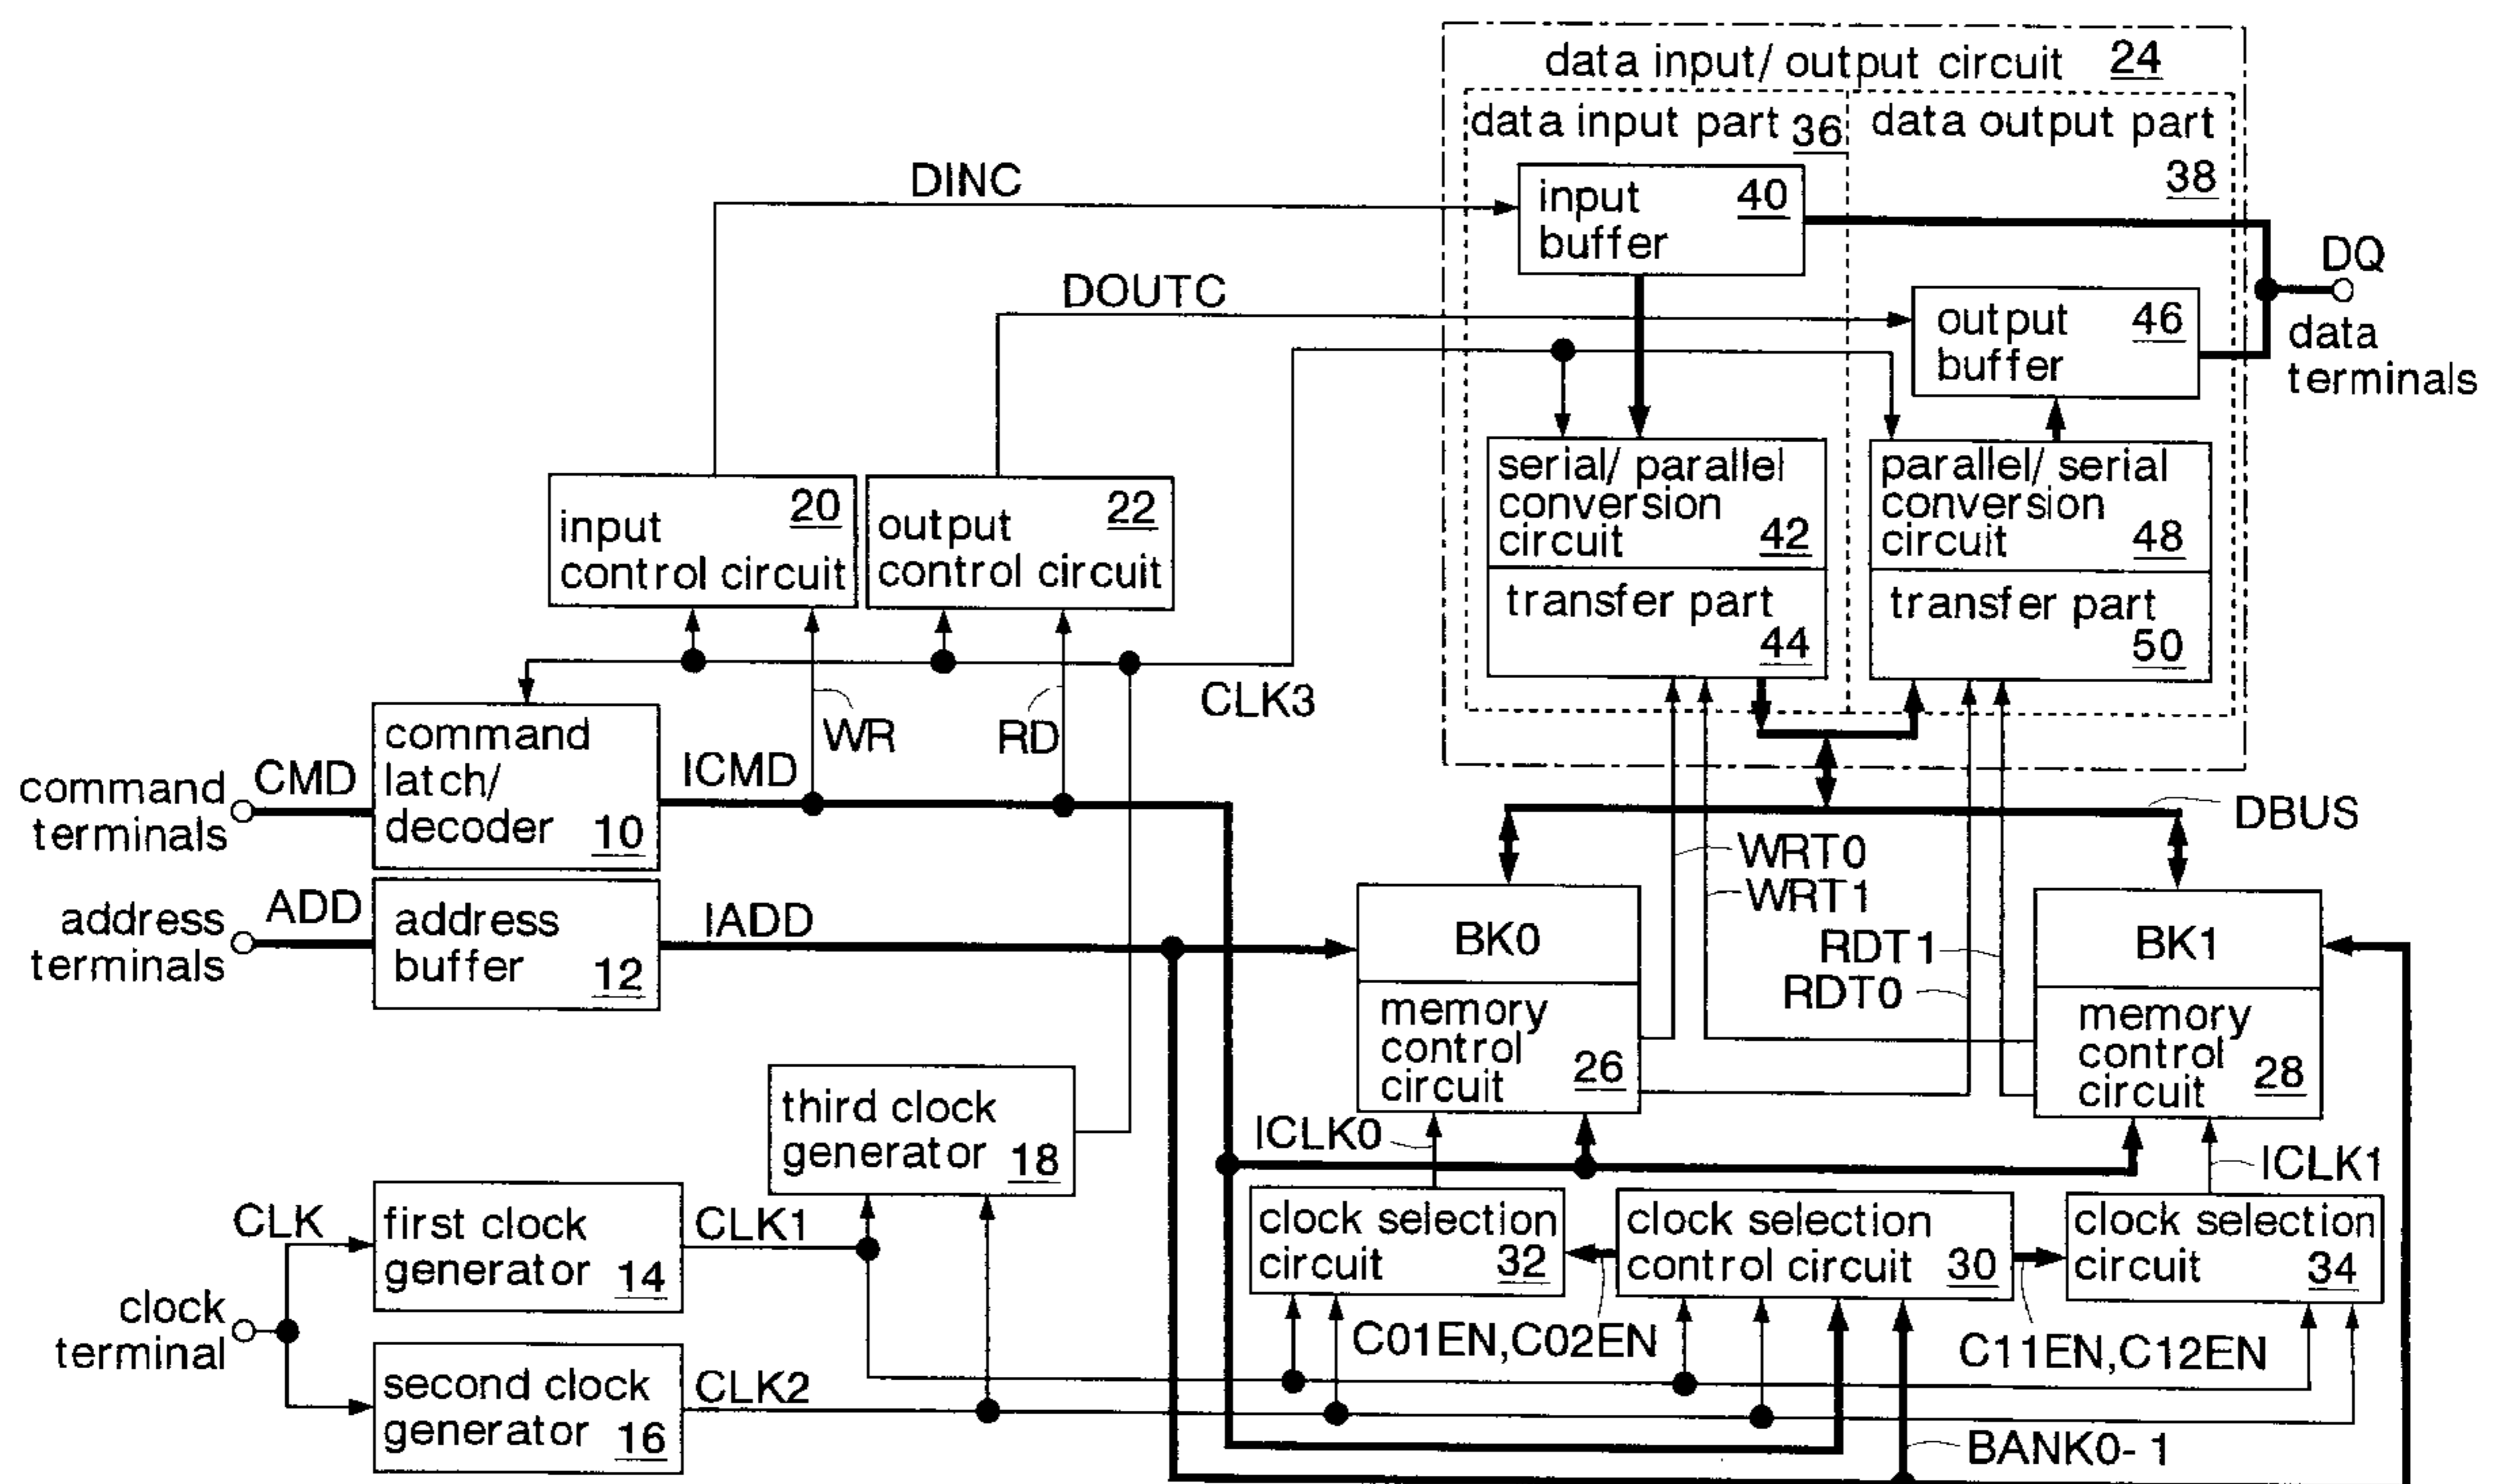 data input/ output circuit 24
data input part 36
data output part
38
DINC
input 40
buffer
DQ
data
terminals
DOUTC
output 46
buffer
serial/ parallel
conversion
circuit 42
transfer part
44
parallel/ serial
conversion
circuit 48
transfer part
50
20
input
control circuit
22
output
control circuit
CLK3
WR
RD
command
terminals
CMD
command
latch/
decoder 10
ICMD
DBUS
address
terminals
ADD
address
buffer 12
IADD
WRT0
WRT1
RDT1
RDT0
BK0
memory
control
circuit 26
BK1
memory
control
circuit 28
third clock
generator 18
ICLK0
ICLK1
CLK
clock
terminal
first clock
generator 14
CLK1
second clock
generator 16
CLK2
clock selection
circuit 32
clock selection
control circuit 30
clock selection
circuit 34
C01EN,C02EN
C11EN,C12EN
BANK0-1